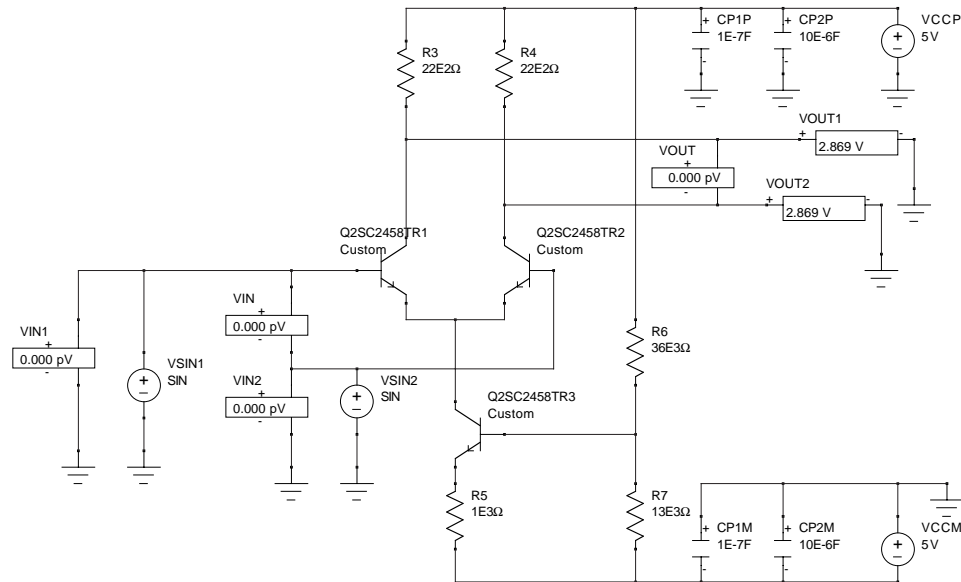 R3
22E2Ω
R4
22E2Ω
+ CP1P
1E-7F
-
+ CP2P
10E-6F
-
VCCP
5V
+
-
VOUT1
+ 2.869 V -
VOUT
+
0.000 pV
-
VOUT2
+ 2.869 V -
Q2SC2458TR1
Custom
Q2SC2458TR2
Custom
VIN1
+
0.000 pV
-
VSIN1
SIN
+
-
VIN
+
0.000 pV
-
VIN2
+
0.000 pV
-
VSIN2
SIN
+
-
R6
36E3Ω
Q2SC2458TR3
Custom
R5
1E3Ω
R7
13E3Ω
+ CP1M
1E-7F
-
+ CP2M
10E-6F
-
VCCM
5V
+
-